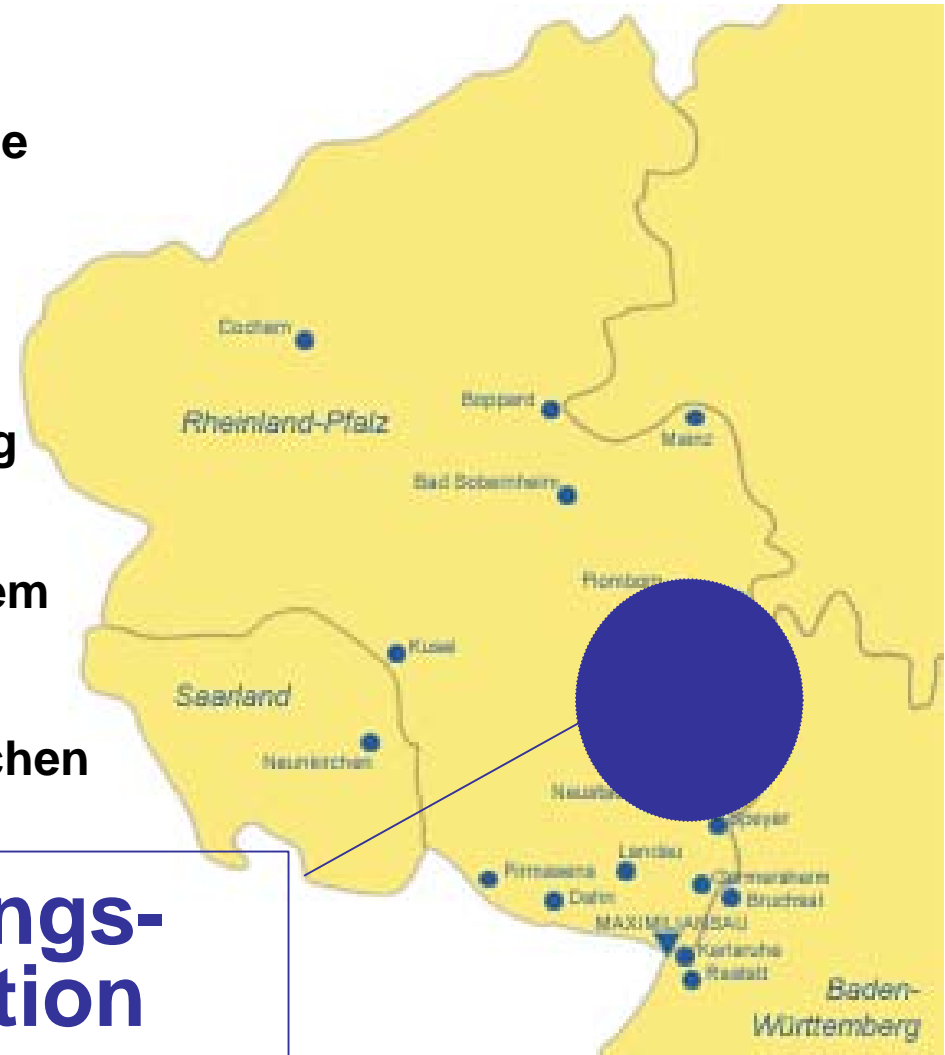 e
g
em
chen
ngs-
tion
Cochem
Boppard
Mainz
Rheinland-Pfalz
Bad Sobernheim
Kusel
Saarland
Neunkirchen
Speyer
Landau
Pirmasens
Germersheim
Dahn
Bruchsal
MAXIMILIANSAU
Karlsruhe
Rastatt
Baden-
Württemberg